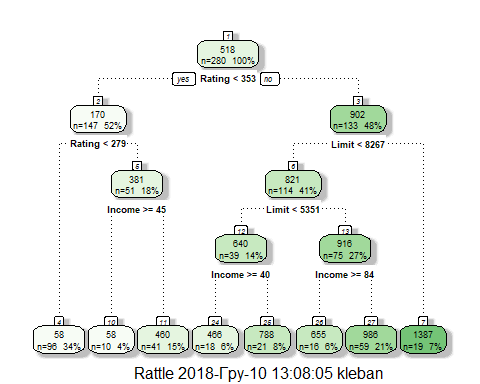 1
518
n=280 100%
yes Rating < 353 no
2 3
170 902
n=147 52% n=133 48%
Rating < 279 Limit < 8267
5 6
381 821
n=51 18% n=114 41%
Income >= 45 Limit < 5351
12 13
640 916
n=39 14% n=75 27%
Income >= 40 Income >= 84
4 10 11 24 25 26 27 7
58 58 460 466 788 655 986 1387
n=96 34% n=10 4% n=41 15% n=18 6% n=21 8% n=16 6% n=59 21% n=19 7%
Rattle 2018-Гру-10 13:08:05 kleban